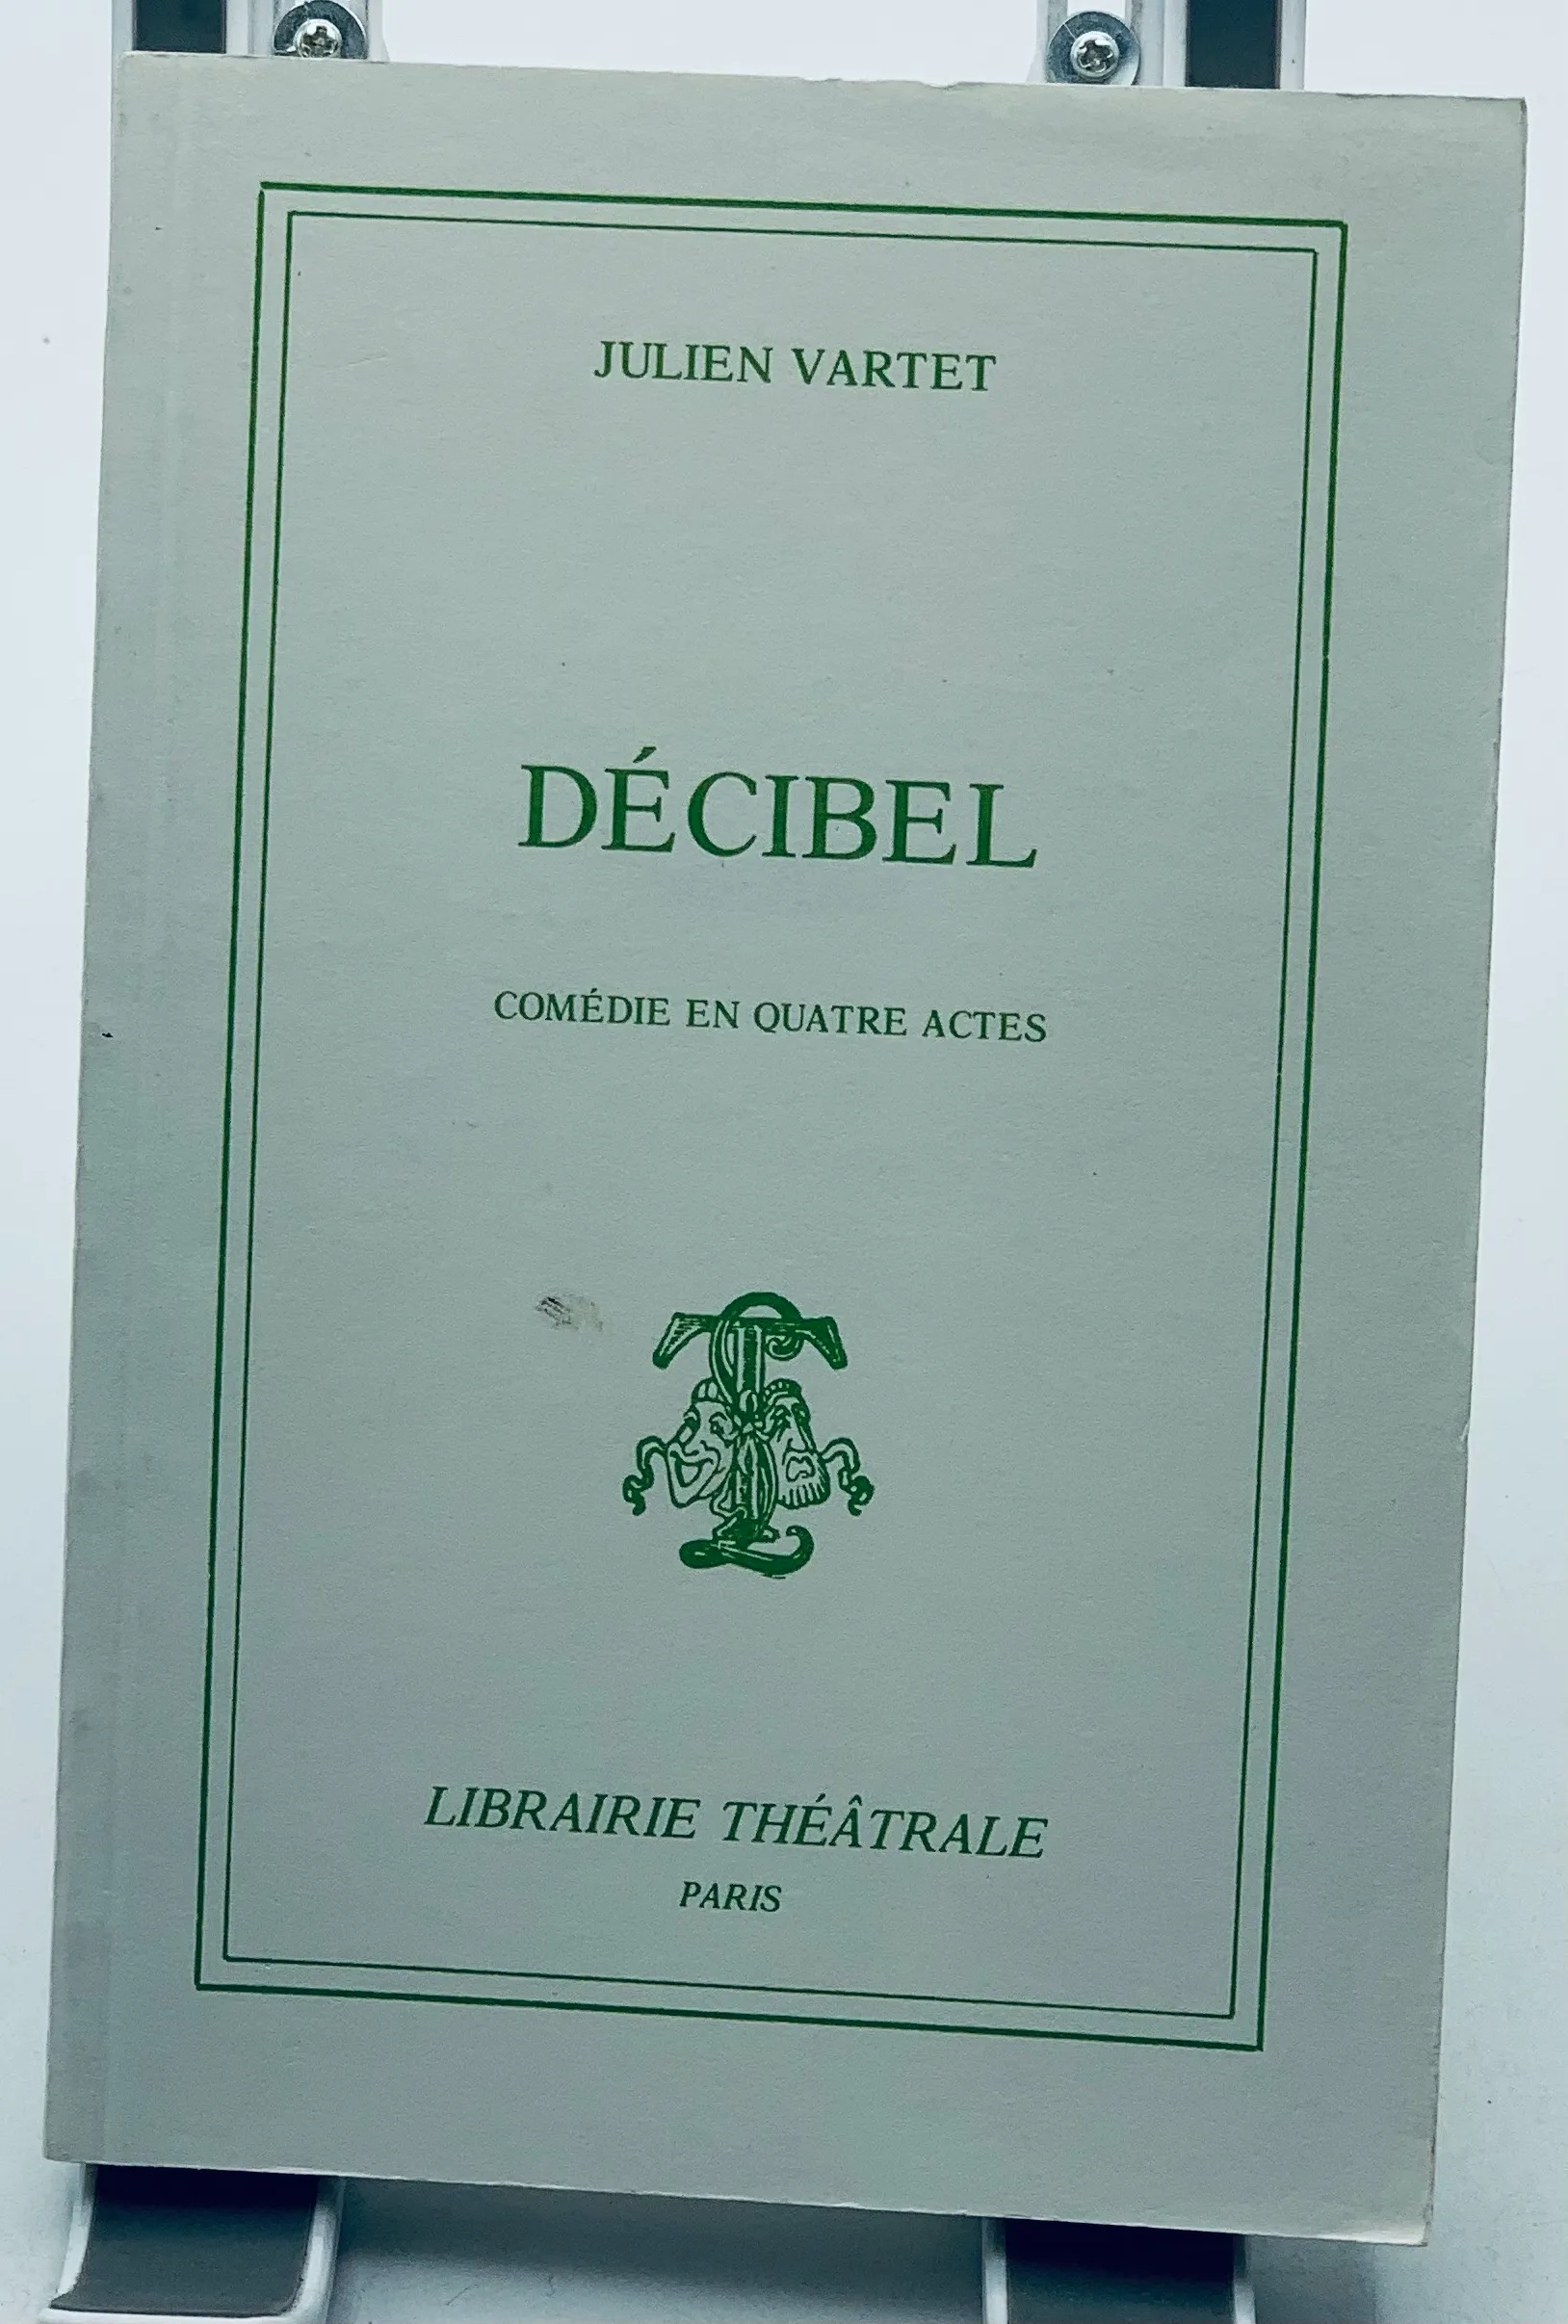 JULIEN VARTET
DÉCIBEL
COMÉDIE EN QUATRE ACTES
LIBRAIRIE THÉÂTRALE
PARIS